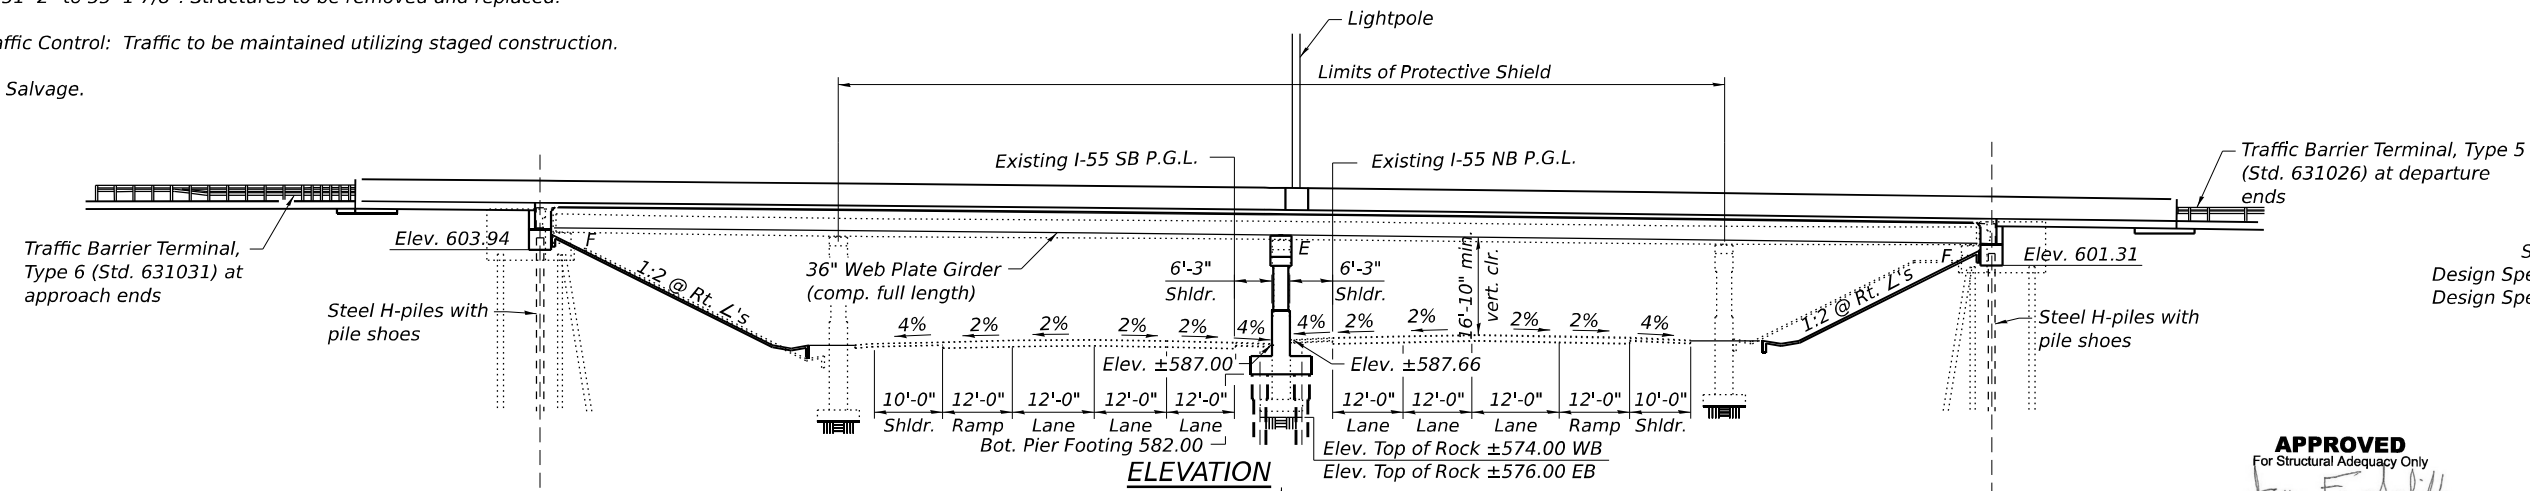 Structures to be removed and replaced.
Traffic Control: Traffic to be maintained utilizing staged construction.
Salvage.
Lightpole
Limits of Protective Shield
Existing I-55 SB P.G.L.
Existing I-55 NB P.G.L.
Traffic Barrier Terminal, Type 5
(Std. 631026) at departure
ends
Traffic Barrier Terminal,
Type 6 (Std. 631031) at
approach ends
Elev. 603.94
F
1:2 @ Rt. ∠'s
Steel H-piles with
pile shoes
36" Web Plate Girder
(comp. full length)
E
6'-3"
Shldr.
6'-3"
Shldr.
16'-10" min.
vert. clr.
F
Elev. 601.31
1:2 @ Rt. ∠'s
Steel H-piles with
pile shoes
Design Spe
Design Spe
4% 2% 2% 2% 2% 4% 4% 2% 2% 2% 2% 4%
Elev. ±587.00
Elev. ±587.66
10'-0" 12'-0" 12'-0" 12'-0" 12'-0" 12'-0" 12'-0" 12'-0" 12'-0" 10'-0"
Shldr. Ramp Lane Lane Lane Lane Lane Lane Ramp Shldr.
Bot. Pier Footing 582.00
Elev. Top of Rock ±574.00 WB
Elev. Top of Rock ±576.00 EB
ELEVATION
APPROVED
For Structural Adequacy Only